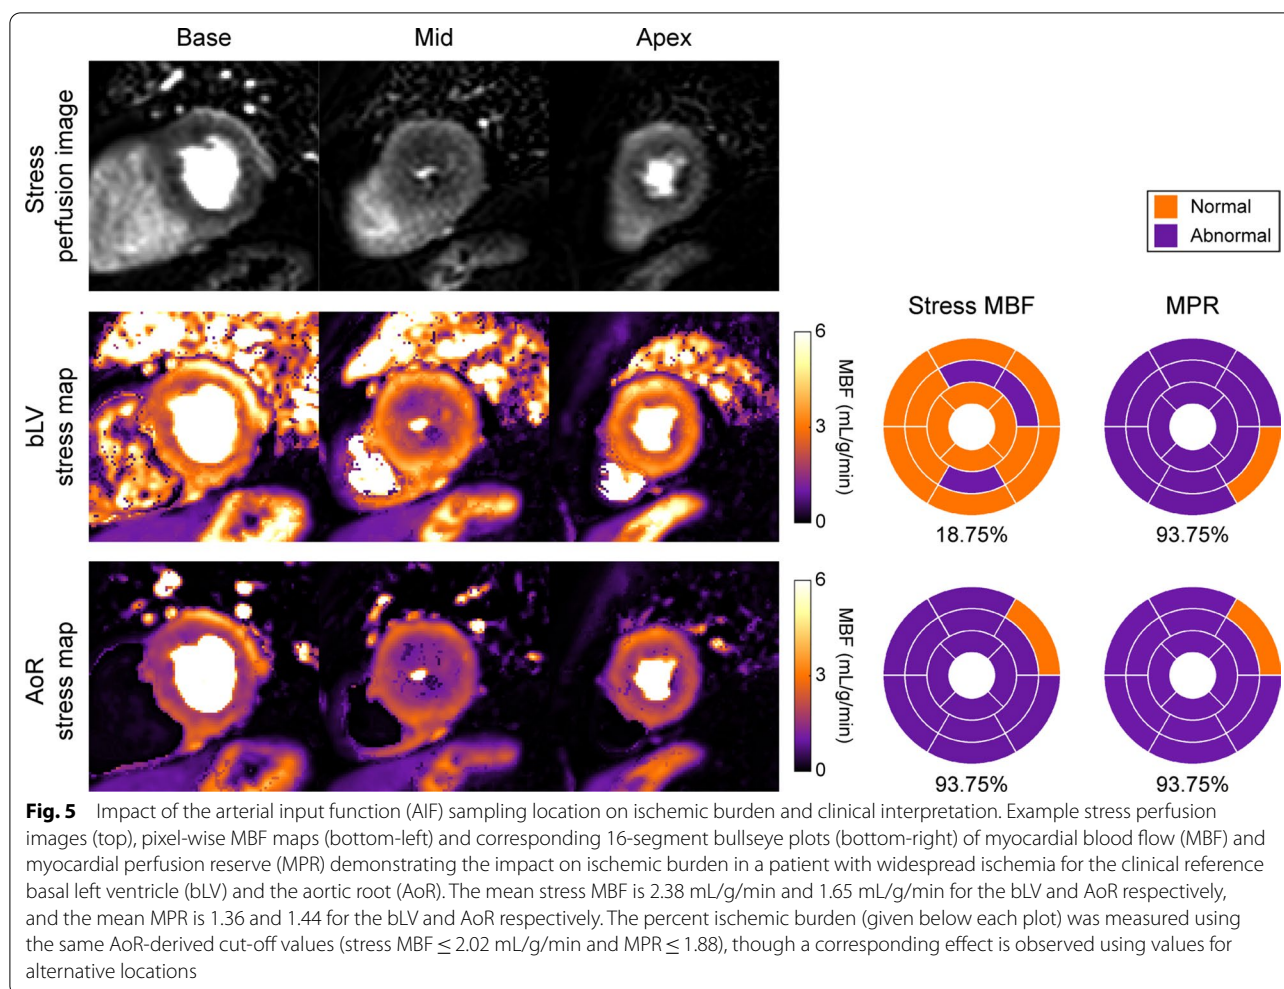 Base Mid Apex
Stress
perfusion image
Normal
Abnormal
bLV
stress map
6
3
0
MBF (mL/g/min)
Stress MBF MPR
18.75% 93.75%
AoR
stress map
6
3
0
MBF (mL/g/min)
93.75% 93.75%
Fig. 5 Impact of the arterial input function (AIF) sampling location on ischemic burden and clinical interpretation. Example stress perfusion
images (top), pixel-wise MBF maps (bottom-left) and corresponding 16-segment bullseye plots (bottom-right) of myocardial blood flow (MBF) and
myocardial perfusion reserve (MPR) demonstrating the impact on ischemic burden in a patient with widespread ischemia for the clinical reference
basal left ventricle (bLV) and the aortic root (AoR). The mean stress MBF is 2.38 mL/g/min and 1.65 mL/g/min for the bLV and AoR respectively,
and the mean MPR is 1.36 and 1.44 for the bLV and AoR respectively. The percent ischemic burden (given below each plot) was measured using
the same AoR-derived cut-off values (stress MBF ≤ 2.02 mL/g/min and MPR ≤ 1.88), though a corresponding effect is observed using values for
alternative locations